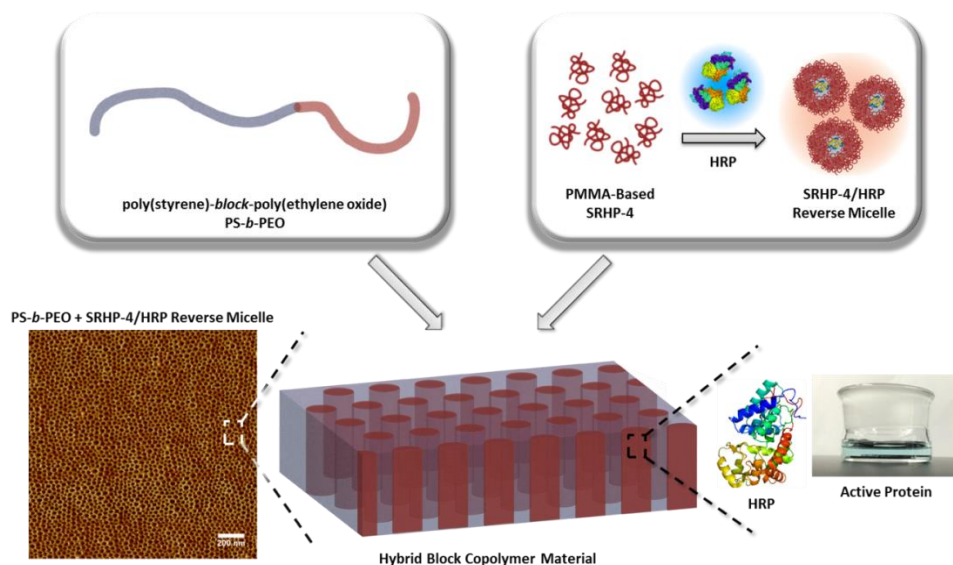 poly(styrene)-block-poly(ethylene oxide)
PS-b-PEO
PMMA-Based
SRHP-4
HRP
SRHP-4/HRP
Reverse Micelle
PS-b-PEO + SRHP-4/HRP Reverse Micelle
200 nm
Hybrid Block Copolymer Material
HRP
Active Protein